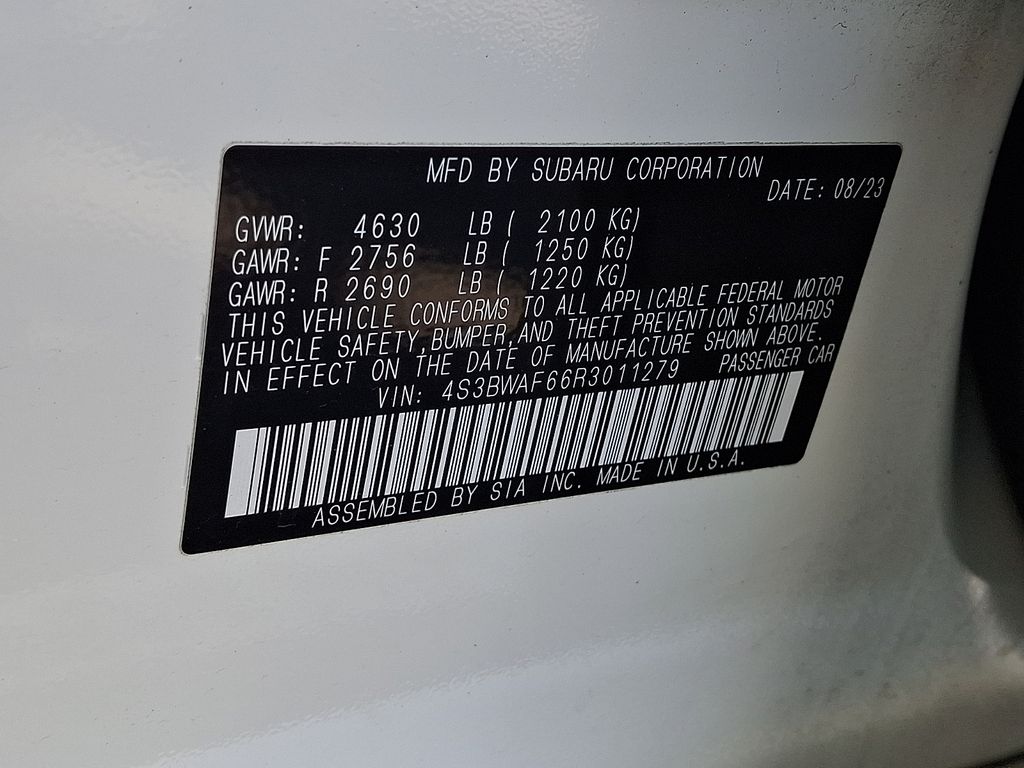 MFD BY SUBARU CORPORATION
DATE: 08/23
GVWR: 4630 LB ( 2100 KG)
GAWR: F 2756 LB ( 1250 KG)
GAWR: R 2690 LB ( 1220 KG)
THIS VEHICLE CONFORMS TO ALL APPLICABLE FEDERAL MOTOR
VEHICLE SAFETY, BUMPER, AND THEFT PREVENTION STANDARDS
IN EFFECT ON THE DATE OF MANUFACTURE SHOWN ABOVE.
VIN: 4S3BWAF66R3011279 PASSENGER CAR
ASSEMBLED BY SIA INC. MADE IN U.S.A.